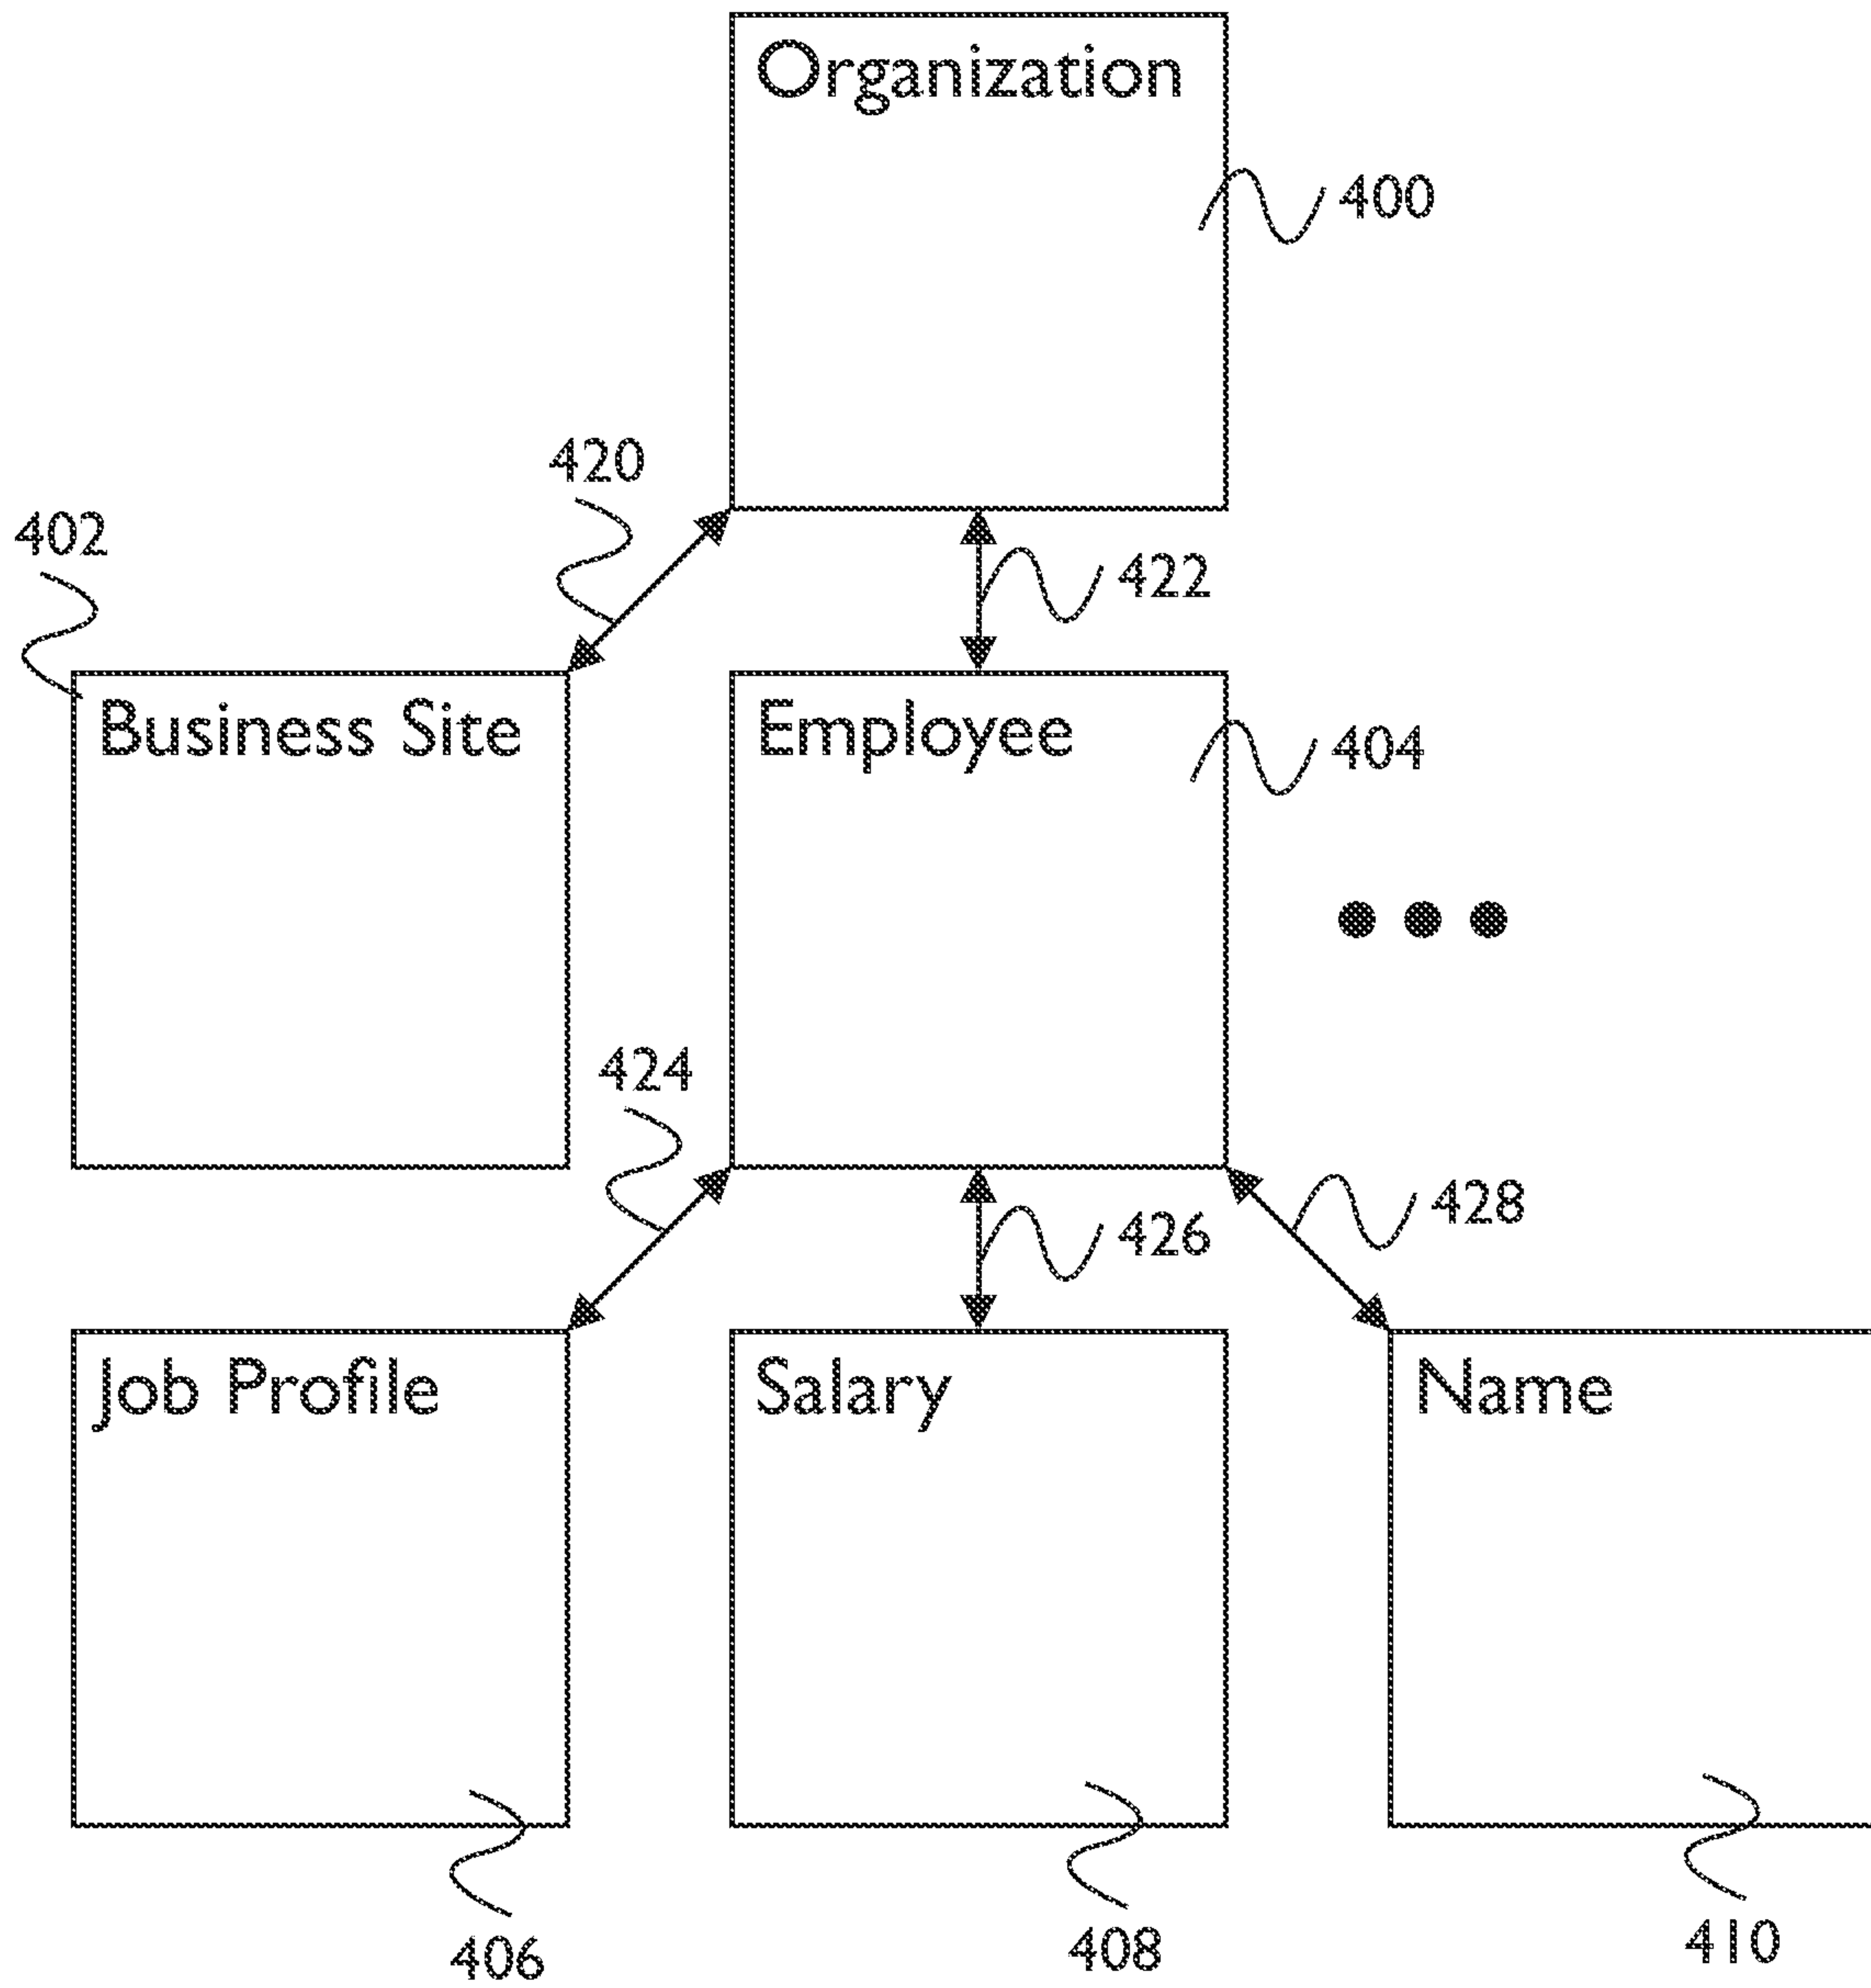 Organization
400
420
402
422
Business Site
Employee
404
424
428
426
Job Profile
Salary
Name
406
408
410